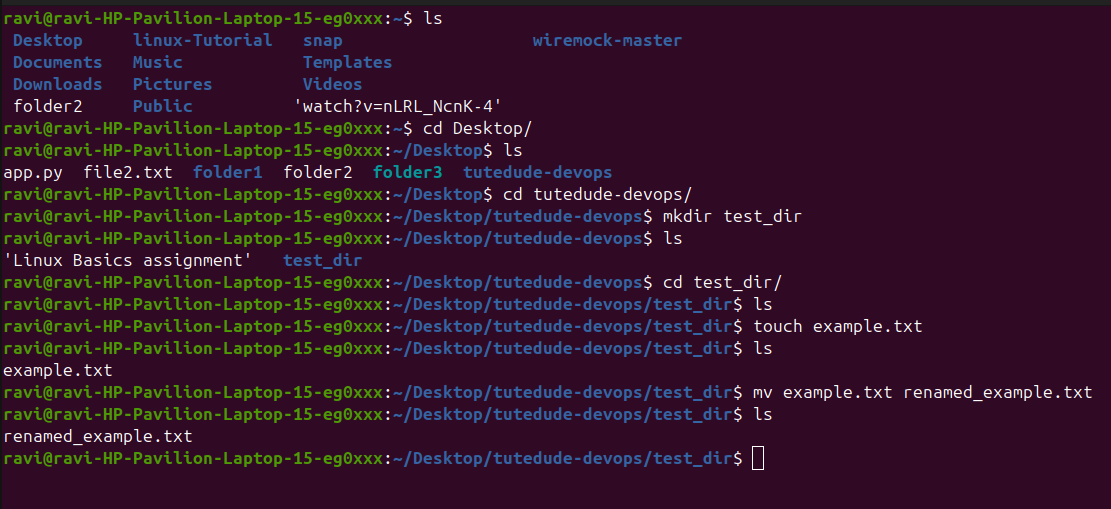 ravi@ravi-HP-Pavilion-Laptop-15-eg0xxx:~$ ls
Desktop linux-Tutorial snap wiremock-master
Documents Music Templates
Downloads Pictures Videos
folder2 Public 'watch?v=nLRL_NcnK-4'
ravi@ravi-HP-Pavilion-Laptop-15-eg0xxx:~$ cd Desktop/
ravi@ravi-HP-Pavilion-Laptop-15-eg0xxx:~/Desktop$ ls
app.py file2.txt folder1 folder2 folder3 tutedude-devops
ravi@ravi-HP-Pavilion-Laptop-15-eg0xxx:~/Desktop$ cd tutedude-devops/
ravi@ravi-HP-Pavilion-Laptop-15-eg0xxx:~/Desktop/tutedude-devops$ mkdir test_dir
ravi@ravi-HP-Pavilion-Laptop-15-eg0xxx:~/Desktop/tutedude-devops$ ls
'Linux Basics assignment' test_dir
ravi@ravi-HP-Pavilion-Laptop-15-eg0xxx:~/Desktop/tutedude-devops$ cd test_dir/
ravi@ravi-HP-Pavilion-Laptop-15-eg0xxx:~/Desktop/tutedude-devops/test_dir$ ls
ravi@ravi-HP-Pavilion-Laptop-15-eg0xxx:~/Desktop/tutedude-devops/test_dir$ touch example.txt
ravi@ravi-HP-Pavilion-Laptop-15-eg0xxx:~/Desktop/tutedude-devops/test_dir$ ls
example.txt
ravi@ravi-HP-Pavilion-Laptop-15-eg0xxx:~/Desktop/tutedude-devops/test_dir$ mv example.txt renamed_example.txt
ravi@ravi-HP-Pavilion-Laptop-15-eg0xxx:~/Desktop/tutedude-devops/test_dir$ ls
renamed_example.txt
ravi@ravi-HP-Pavilion-Laptop-15-eg0xxx:~/Desktop/tutedude-devops/test_dir$